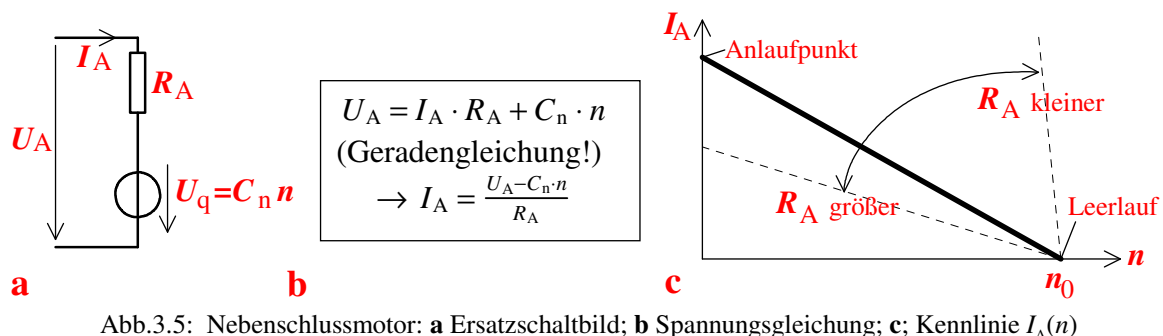 I_A
R_A
U_A
U_q=C_n n
a
U_A = I_A · R_A + C_n · n
(Geradengleichung!)
→ I_A = (U_A−C_n·n)/R_A
b
I_A
Anlaufpunkt
R_A kleiner
R_A größer
Leerlauf
n_0
n
c
Abb.3.5: Nebenschlussmotor: a Ersatzschaltbild; b Spannungsgleichung; c; Kennlinie I_A(n)